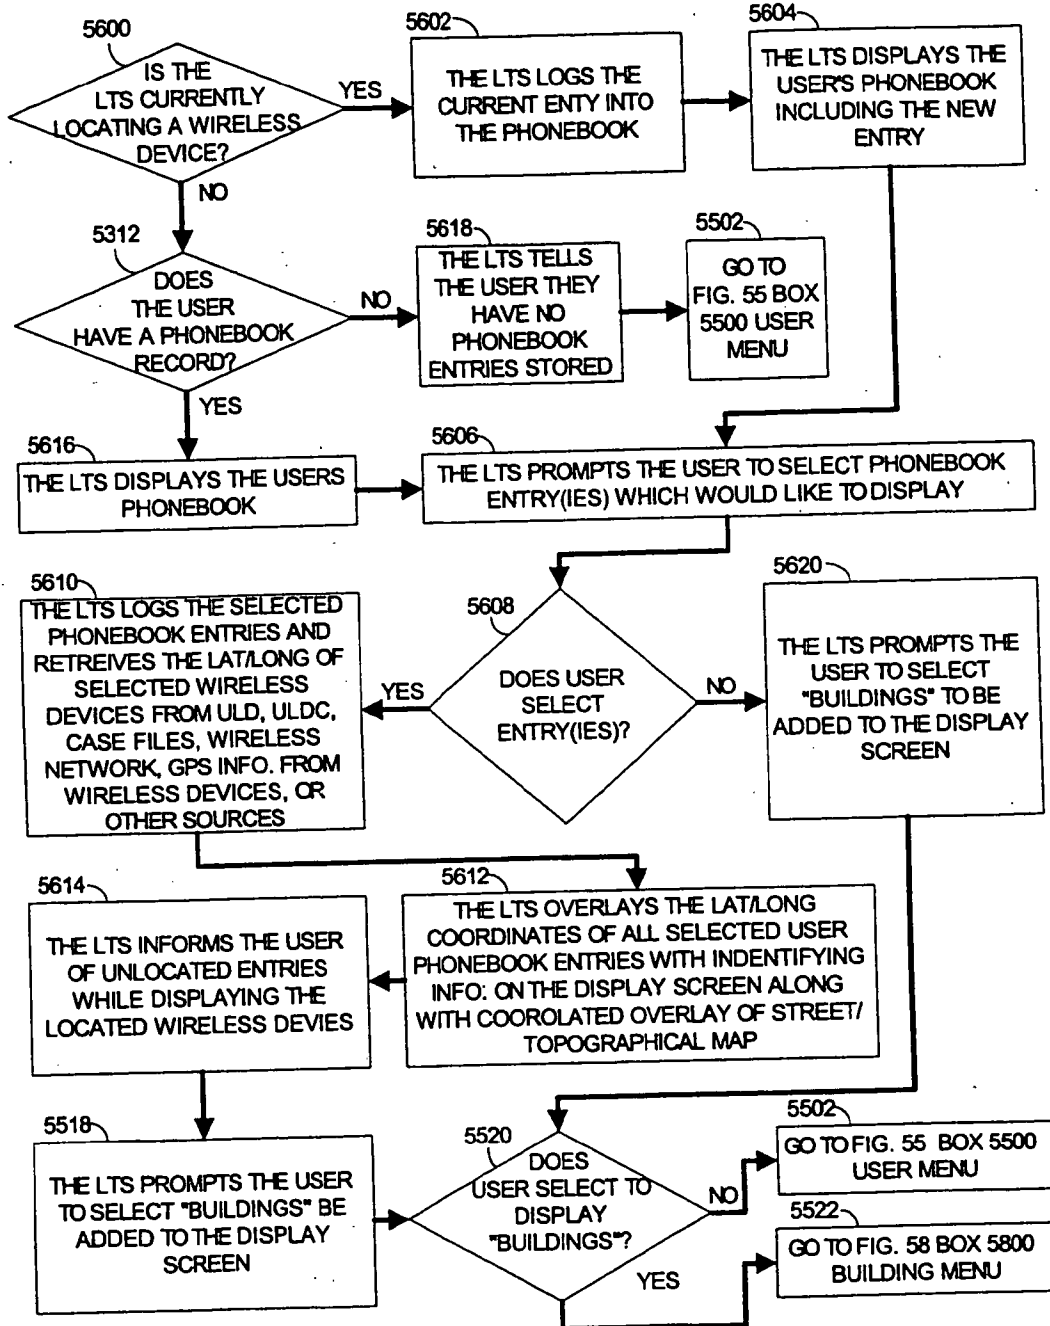 5600
IS THE
LTS CURRENTLY
LOCATING A WIRELESS
DEVICE?
YES
NO
5602
THE LTS LOGS THE
CURRENT ENTY INTO
THE PHONEBOOK
5604
THE LTS DISPLAYS THE
USER'S PHONEBOOK
INCLUDING THE NEW
ENTRY
5312
DOES
THE USER
HAVE A PHONEBOOK
RECORD?
NO
YES
5618
THE LTS TELLS
THE USER THEY
HAVE NO
PHONEBOOK
ENTRIES STORED
5502
GO TO
FIG. 55 BOX
5500 USER
MENU
5616
THE LTS DISPLAYS THE USERS
PHONEBOOK
5606
THE LTS PROMPTS THE USER TO SELECT PHONEBOOK
ENTRY(IES) WHICH WOULD LIKE TO DISPLAY
5610
THE LTS LOGS THE SELECTED
PHONEBOOK ENTRIES AND
RETREIVES THE LAT/LONG OF
SELECTED WIRELESS
DEVICES FROM ULD, ULDC,
CASE FILES, WIRELESS
NETWORK, GPS INFO. FROM
WIRELESS DEVICES, OR
OTHER SOURCES
5608
DOES USER
SELECT
ENTRY(IES)?
YES
NO
5620
THE LTS PROMPTS THE
USER TO SELECT
"BUILDINGS" TO BE
ADDED TO THE DISPLAY
SCREEN
5614
THE LTS INFORMS THE USER
OF UNLOCATED ENTRIES
WHILE DISPLAYING THE
LOCATED WIRELESS DEVIES
5612
THE LTS OVERLAYS THE LAT/LONG
COORDINATES OF ALL SELECTED USER
PHONEBOOK ENTRIES WITH INDENTIFYING
INFO: ON THE DISPLAY SCREEN ALONG
WITH COOROLATED OVERLAY OF STREET/
TOPOGRAPHICAL MAP
5518
THE LTS PROMPTS THE USER
TO SELECT "BUILDINGS" BE
ADDED TO THE DISPLAY
SCREEN
5520
DOES
USER SELECT TO
DISPLAY
"BUILDINGS"?
NO
YES
5502
GO TO FIG. 55 BOX 5500
USER MENU
5522
GO TO FIG. 58 BOX 5800
BUILDING MENU